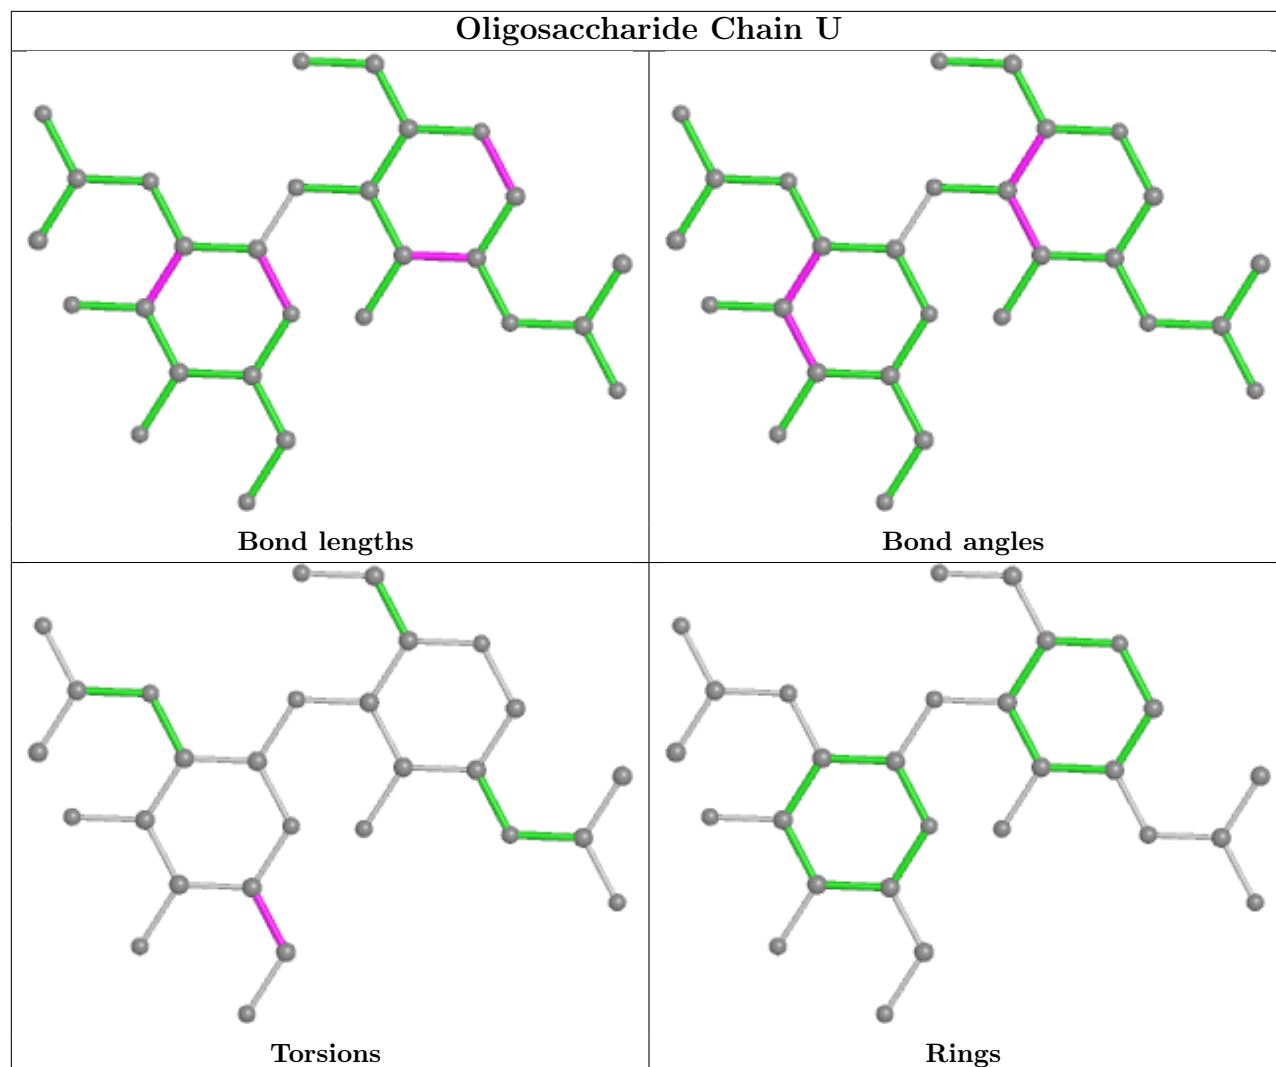 Oligosaccharide Chain U
Bond lengths
Bond angles
Torsions
Rings